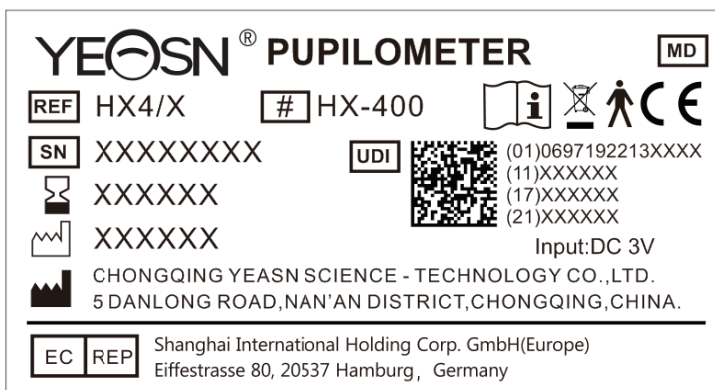 YEASN® PUPILOMETER MD
REF HX4/X # HX-400
SN XXXXXXXX
UDI (01)0697192213XXXX
(11)XXXXXX
(17)XXXXXX
(21)XXXXXX
XXXXXX
XXXXXX
Input:DC 3V
CHONGQING YEASN SCIENCE - TECHNOLOGY CO.,LTD.
5 DANLONG ROAD,NAN'AN DISTRICT,CHONGQING,CHINA.
EC REP
Shanghai International Holding Corp. GmbH(Europe)
Eiffestrasse 80, 20537 Hamburg, Germany